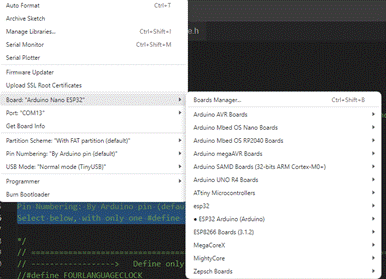 Auto Format Ctrl+T
Archive Sketch
Manage Libraries... Ctrl+Shift+I
Serial Monitor Ctrl+Shift+M
Serial Plotter
Firmware Updater
Upload SSL Root Certificates
Board: "Arduino Nano ESP32"
Port: "COM13"
Get Board Info
Partition Scheme: "With FAT partition (default)"
Pin Numbering: "By Arduino pin (default)"
USB Mode: "Normal mode (TinyUSB)"
Programmer
Burn Bootloader
e.h
Boards Manager... Ctrl+Shift+B
Arduino AVR Boards
Arduino Mbed OS Nano Boards
Arduino Mbed OS RP2040 Boards
Arduino megaAVR Boards
Arduino SAMD Boards (32-bits ARM Cortex-M0+)
Arduino UNO R4 Boards
ATtiny Microcontrollers
esp32
ESP32 Arduino (Arduino)
ESP8266 Boards (3.1.2)
MegaCoreX
MightyCore
Zepsch Boards
Pin Numbering: By Arduino pin (defau
Select below, with only one #define
*/
// ====================
// ----------------> Define only
//#define FOURLANGUAGECLOCK